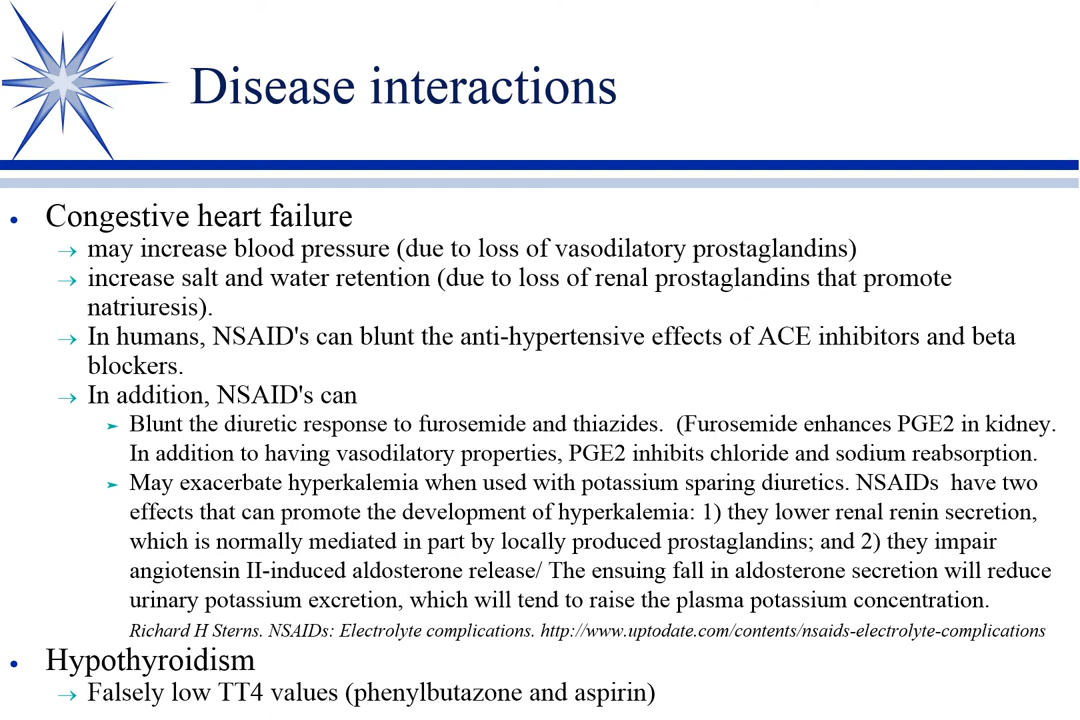 Disease interactions
• Congestive heart failure
→ may increase blood pressure (due to loss of vasodilatory prostaglandins)
→ increase salt and water retention (due to loss of renal prostaglandins that promote
natriuresis).
→ In humans, NSAID's can blunt the anti-hypertensive effects of ACE inhibitors and beta
blockers.
→ In addition, NSAID's can
➢ Blunt the diuretic response to furosemide and thiazides.  (Furosemide enhances PGE2 in kidney.
In addition to having vasodilatory properties, PGE2 inhibits chloride and sodium reabsorption.
➢ May exacerbate hyperkalemia when used with potassium sparing diuretics. NSAIDs  have two
effects that can promote the development of hyperkalemia: 1) they lower renal renin secretion,
which is normally mediated in part by locally produced prostaglandins; and 2) they impair
angiotensin II-induced aldosterone release/ The ensuing fall in aldosterone secretion will reduce
urinary potassium excretion, which will tend to raise the plasma potassium concentration.
Richard H Sterns. NSAIDs: Electrolyte complications. http://www.uptodate.com/contents/nsaids-electrolyte-complications
• Hypothyroidism
→ Falsely low TT4 values (phenylbutazone and aspirin)